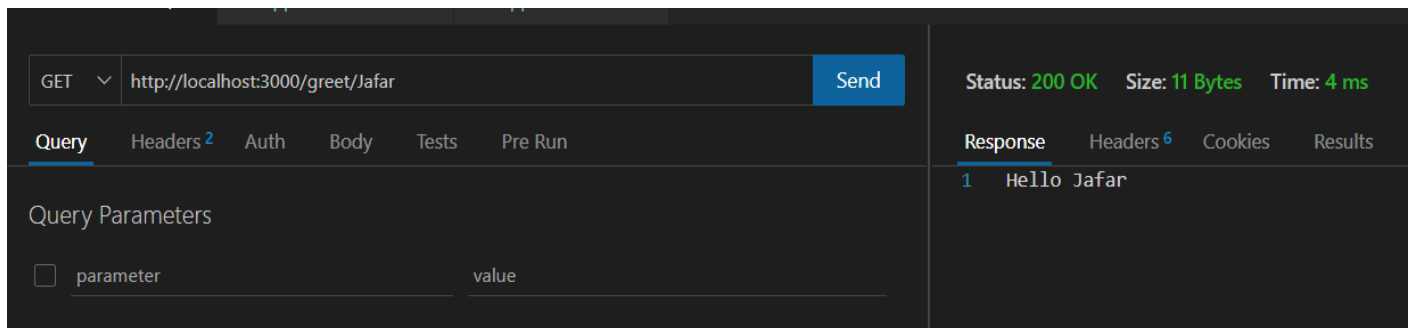 GET http://localhost:3000/greet/Jafar Send
Query Headers 2 Auth Body Tests Pre Run
Query Parameters
parameter value
Status: 200 OK Size: 11 Bytes Time: 4 ms
Response Headers 6 Cookies Results
1 Hello Jafar